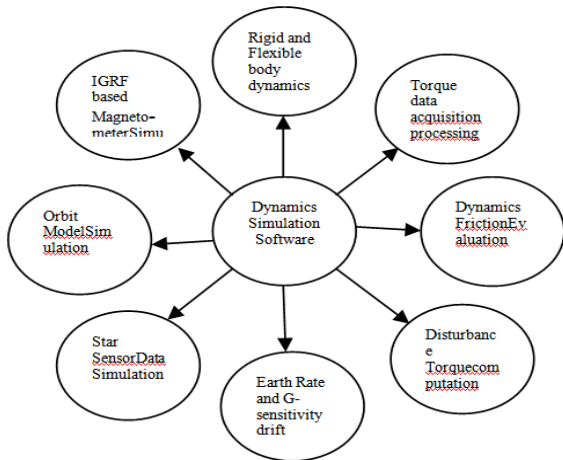 Rigid and
Flexible
body
dynamics
IGRF
based
Magneto-
meterSimu
Torque
data
acquisition
processing
Orbit
ModelSim
ulation
Dynamics
Simulation
Software
Dynamics
FrictionEv
aluation
Star
SensorData
Simulation
Earth Rate
and G-
sensitivity
drift
Disturbanc
e
Torquecom
putation